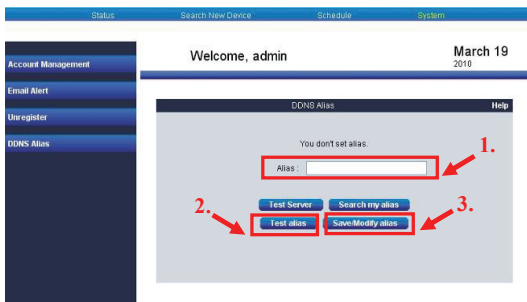 Status Search New Device Schedule System
Welcome, admin
March 19
2010
Account Management
Email Alert
Unregister
DDNS Alias
DDNS Alias Help
You don't set alias.
1.
Alias :
2.
Test Server Search my alias
3.
Test alias Save/Modify alias